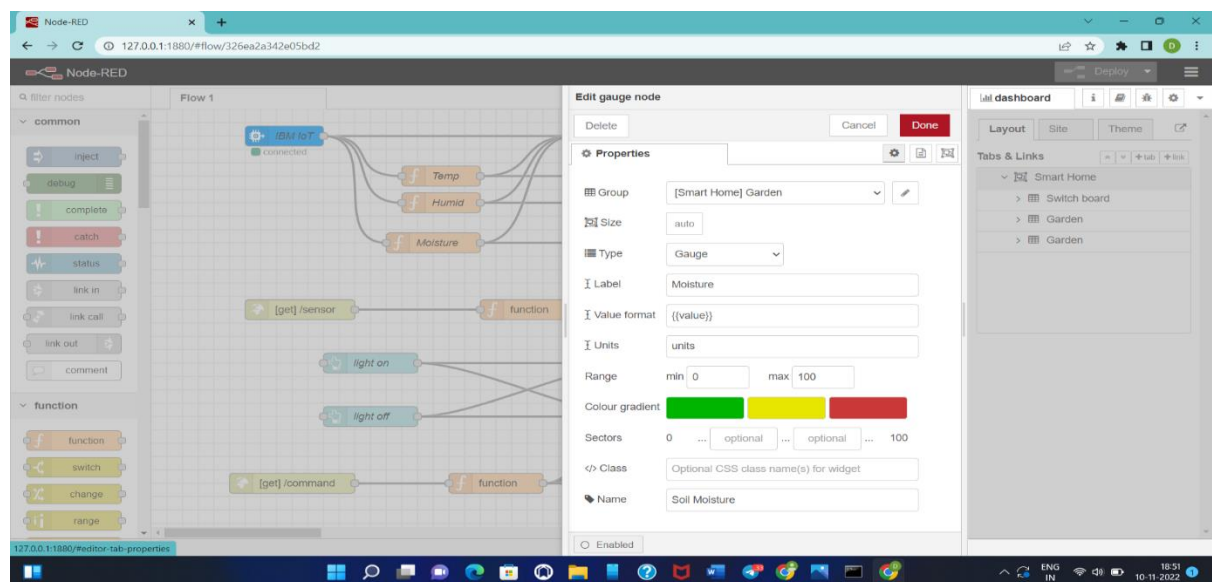 Node-RED
127.0.0.1:1880/#flow/326ea2a342e05bd2
D
Node-RED
Deploy
filter nodes
common
inject
debug
complete
catch
status
link in
link call
link out
comment
function
function
switch
change
range
127.0.0.1:1880/#editor-tab-properties
Flow 1
IBM IoT
connected
Temp
Humid
Moisture
[get] /sensor
function
light on
light off
[get] /command
function
Edit gauge node
Delete
Cancel
Done
Properties
Group
[Smart Home] Garden
Size
auto
Type
Gauge
Label
Moisture
Value format
{{value}}
Units
units
Range
min 0
max 100
Colour gradient
Sectors
0 ... optional ... optional ... 100
Class
Optional CSS class name(s) for widget
Name
Soil Moisture
Enabled
dashboard
Layout
Site
Theme
Tabs & Links
+tab
+link
Smart Home
Switch board
Garden
Garden
ENG
IN
18:51
10-11-2022
1